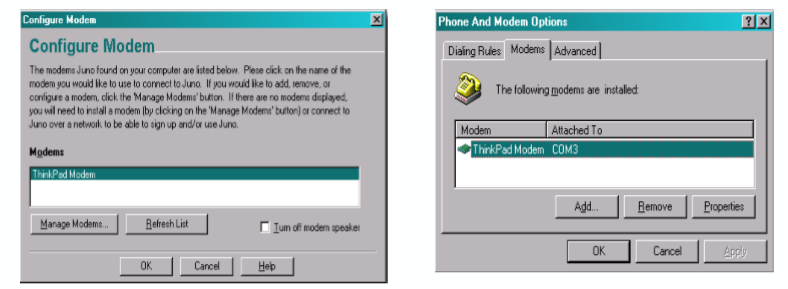 Configure Modem
Configure Modem
The modems Juno found on your computer are listed below. Please click on the name of the
modem you would like to use to connect to Juno. If you would like to add, remove, or
configure a modem, click the 'Manage Modems' button. If there are no modems displayed,
you will need to install a modem (by clicking on the 'Manage Modems' button) or connect to
Juno over a network to be able to sign up and/or use Juno.
Modems
ThinkPad Modem
Manage Modems...
Refresh List
Turn off modem speaker
OK
Cancel
Help
Phone And Modem Options
Dialing Rules
Modems
Advanced
The following modems are installed:
Modem
Attached To
ThinkPad Modem
COM3
Add...
Remove
Properties
OK
Cancel
Apply